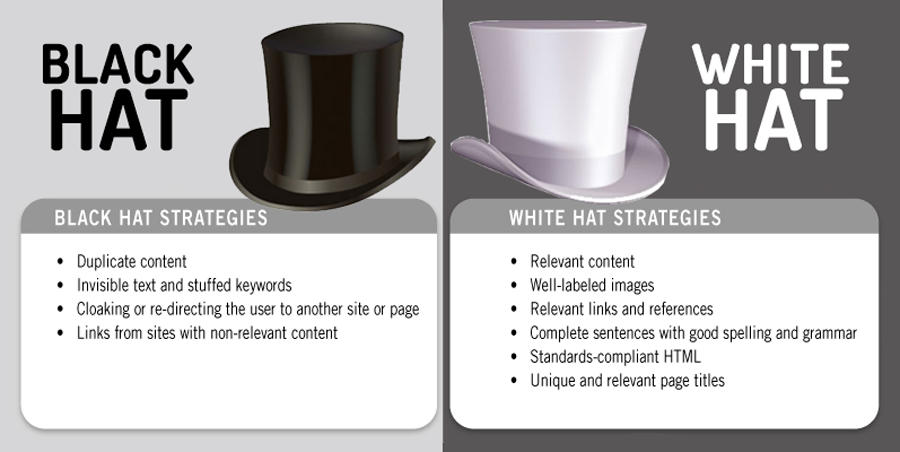 BLACK
HAT
BLACK HAT STRATEGIES
• Duplicate content
• Invisible text and stuffed keywords
• Cloaking or re-directing the user to another site or page
• Links from sites with non-relevant content
WHITE
HAT
WHITE HAT STRATEGIES
• Relevant content
• Well-labeled images
• Relevant links and references
• Complete sentences with good spelling and grammar
• Standards-compliant HTML
• Unique and relevant page titles